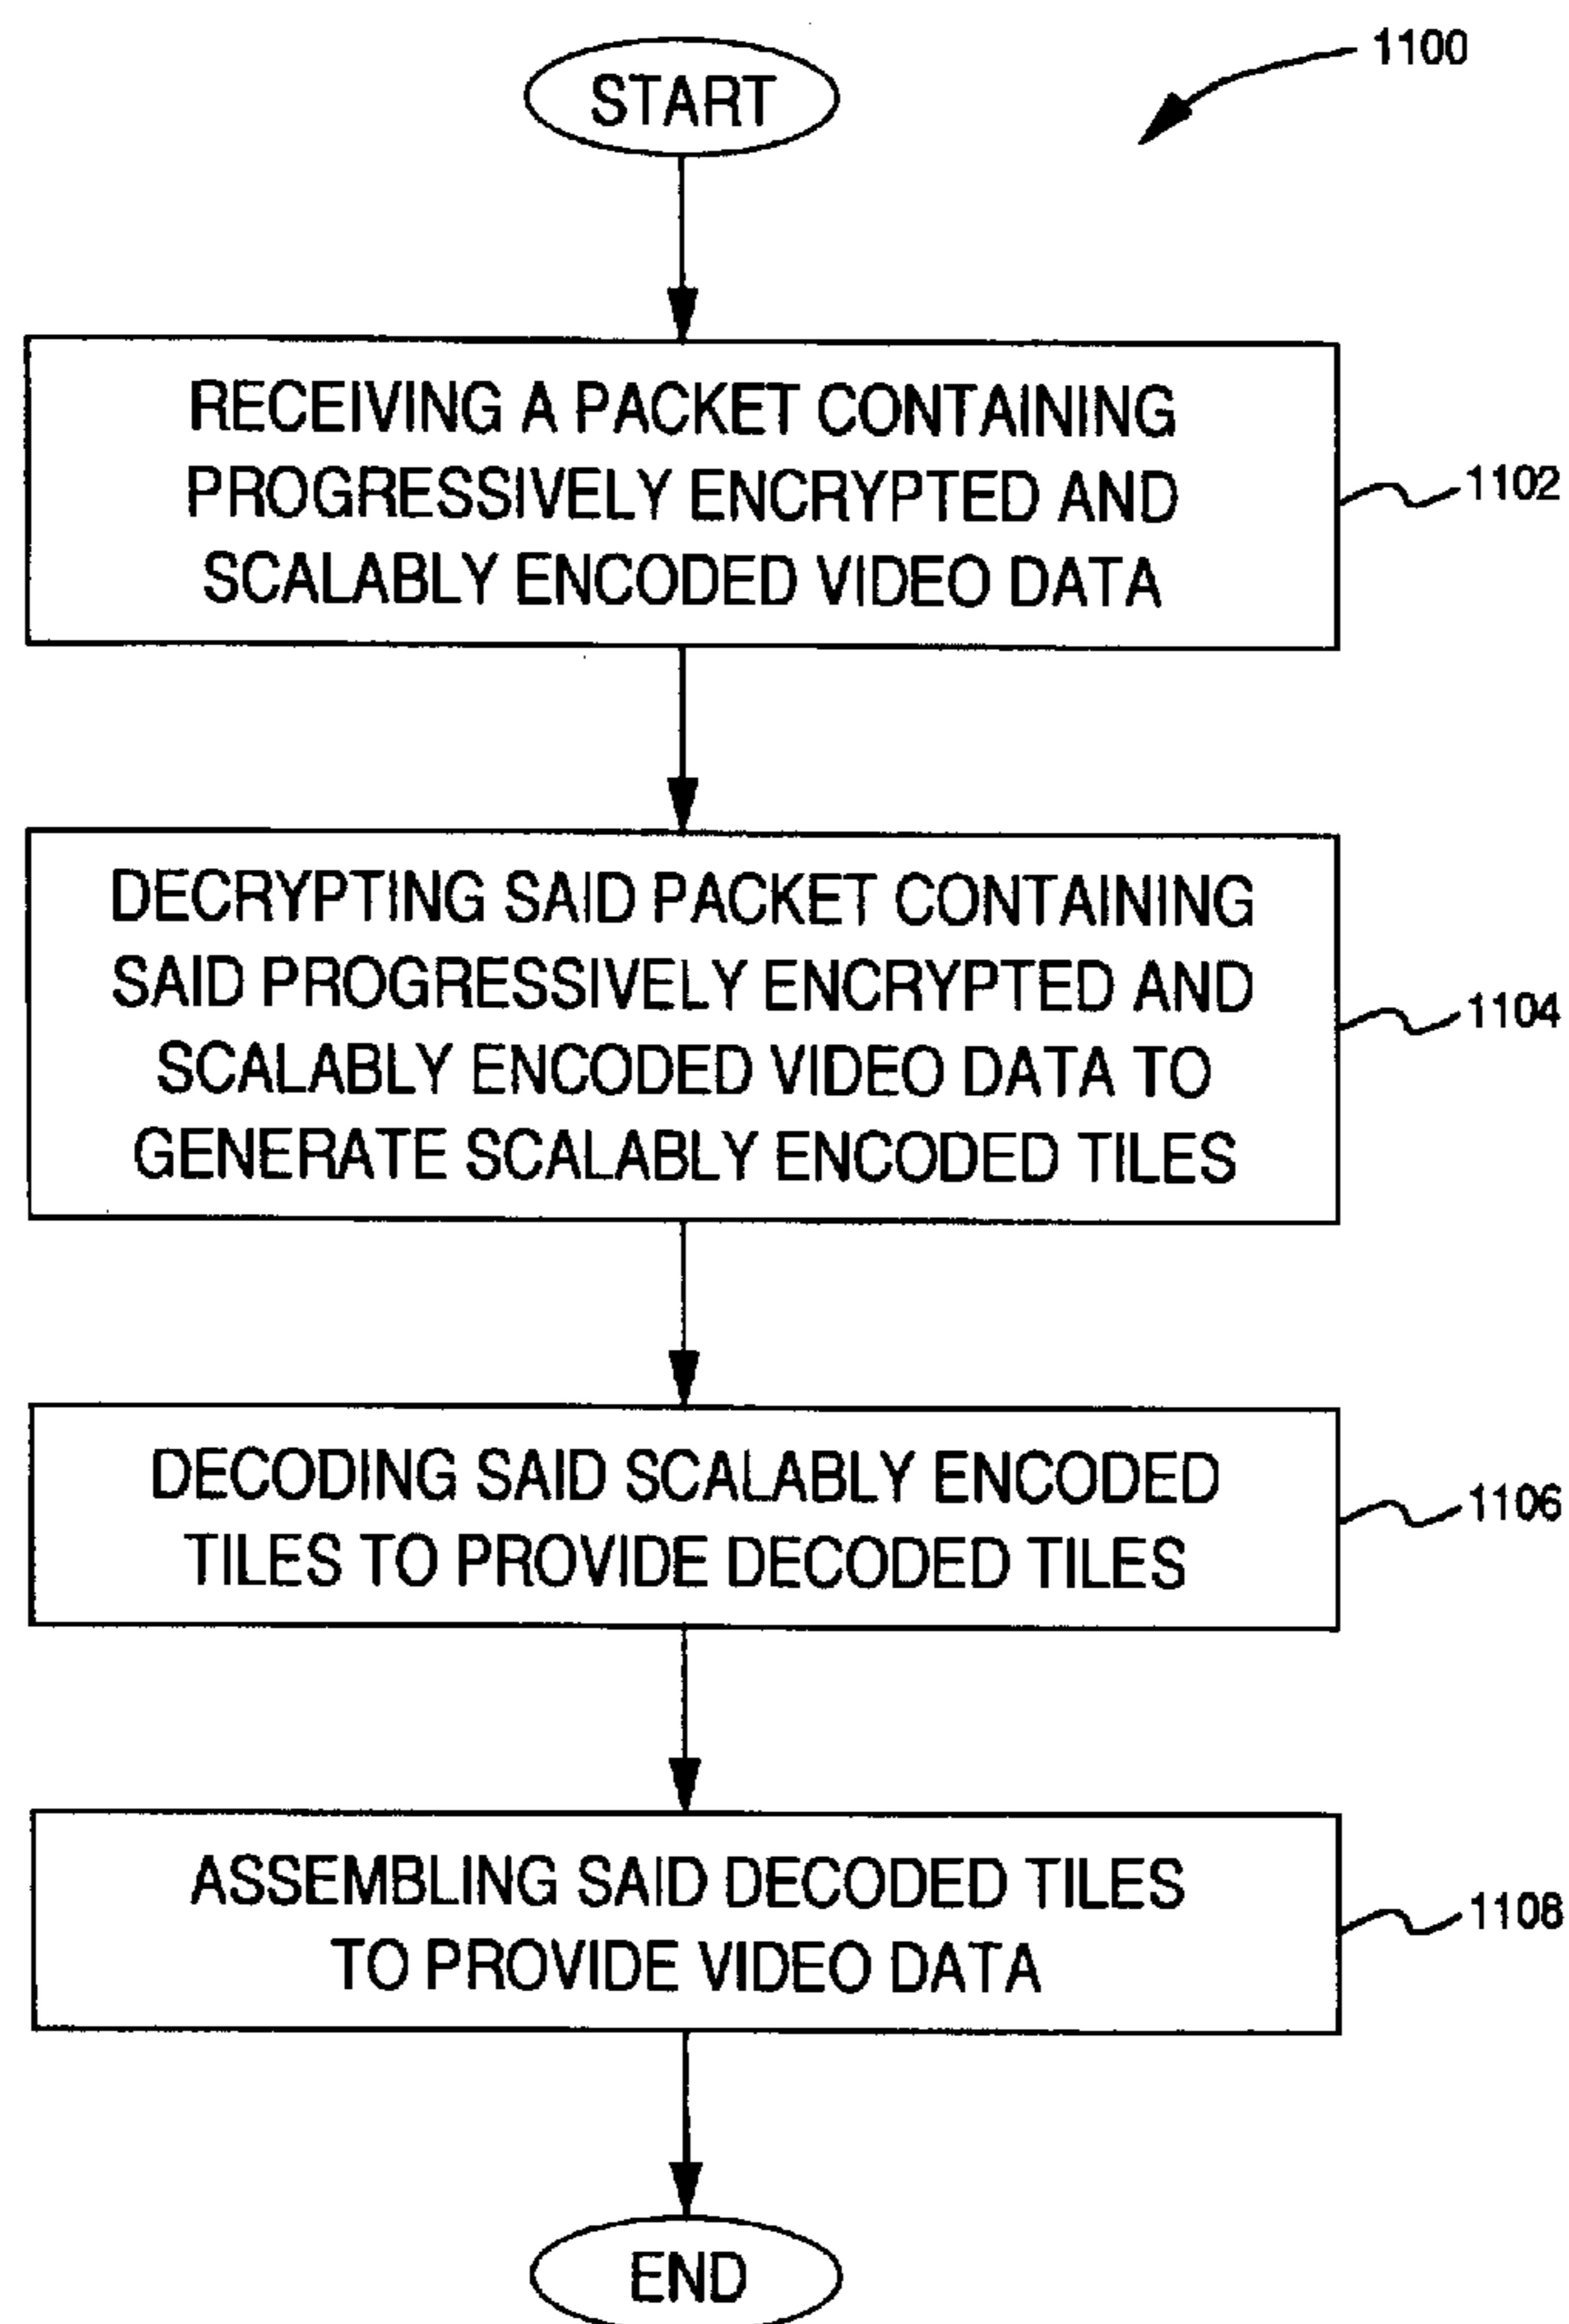 START
1100
RECEIVING A PACKET CONTAINING
PROGRESSIVELY ENCRYPTED AND
SCALABLY ENCODED VIDEO DATA
1102
DECRYPTING SAID PACKET CONTAINING
SAID PROGRESSIVELY ENCRYPTED AND
SCALABLY ENCODED VIDEO DATA TO
GENERATE SCALABLY ENCODED TILES
1104
DECODING SAID SCALABLY ENCODED
TILES TO PROVIDE DECODED TILES
1106
ASSEMBLING SAID DECODED TILES
TO PROVIDE VIDEO DATA
1108
END